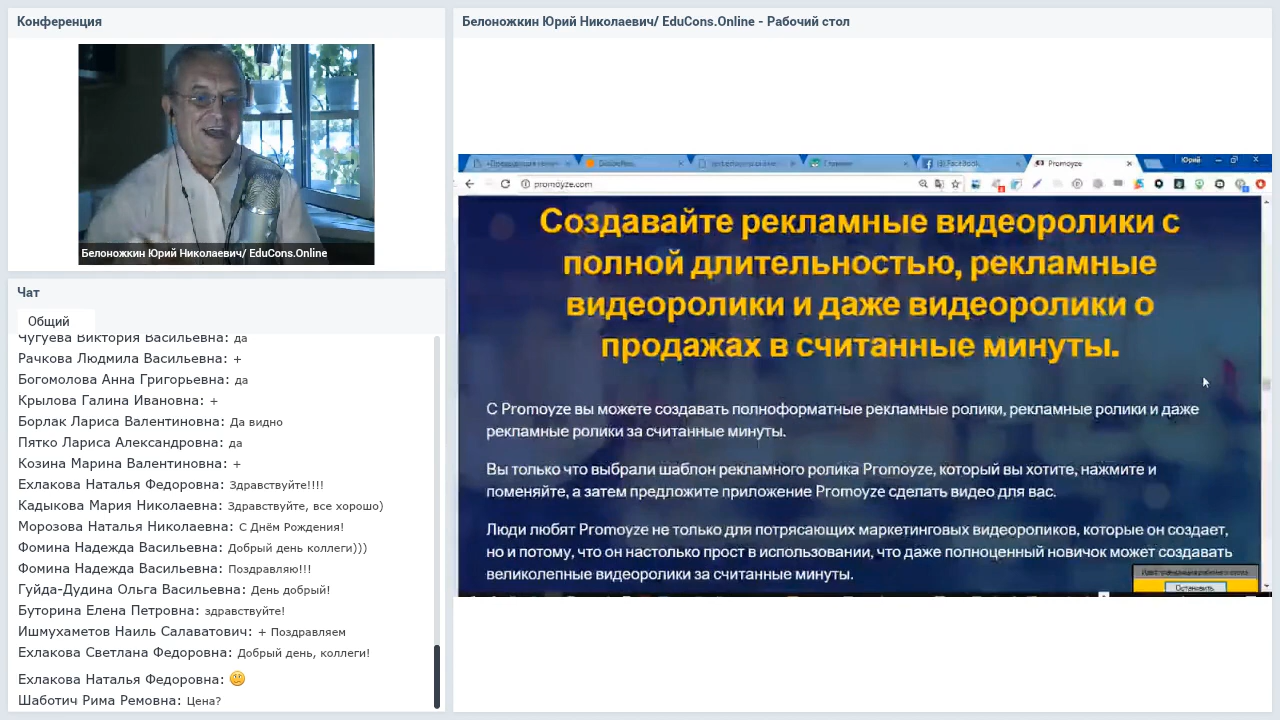 Конференция
Белоножкин Юрий Николаевич/ EduCons.Online
Чат
Общий
Чугуева Виктория Васильевна: да
Рачкова Людмила Васильевна: +
Богомолова Анна Григорьевна: да
Крылова Галина Ивановна: +
Борлак Лариса Валентиновна: Да видно
Пятко Лариса Александровна: да
Козина Марина Валентиновна: +
Ехлакова Наталья Федоровна: Здравствуйте!!!!
Кадыкова Мария Николаевна: Здравствуйте, все хорошо)
Морозова Наталья Николаевна: С Днём Рождения!
Фомина Надежда Васильевна: Добрый день коллеги)))
Фомина Надежда Васильевна: Поздравляю!!!
Гуйда-Дудина Ольга Васильевна: День добрый!
Буторина Елена Петровна: здравствуйте!
Ишмухаметов Наиль Салаватович: + Поздравляем
Ехлакова Светлана Федоровна: Добрый день, коллеги!
Ехлакова Наталья Федоровна:
Шаботич Рима Ремовна: Цена?
Белоножкин Юрий Николаевич/ EduCons.Online - Рабочий стол
(3) Facebook
Promoyze
Юрий
promoyze.com
Создавайте рекламные видеоролики с
полной длительностью, рекламные
видеоролики и даже видеоролики о
продажах в считанные минуты.
С Promoyze вы можете создавать полноформатные рекламные ролики, рекламные ролики и даже
рекламные ролики за считанные минуты.
Вы только что выбрали шаблон рекламного ролика Promoyze, который вы хотите, нажмите и
поменяйте, а затем предложите приложение Promoyze сделать видео для вас.
Люди любят Promoyze не только для потрясающих маркетинговых видеороликов, которые он создает,
но и потому, что он настолько прост в использовании, что даже полноценный новичок может создавать
великолепные видеоролики за считанные минуты.
Остановить